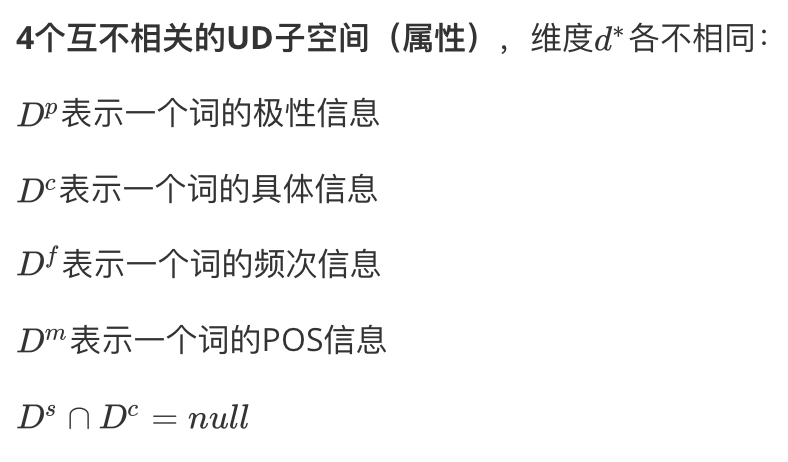 4个互不相关的UD子空间（属性），维度d*各不相同：
D^p表示一个词的极性信息
D^c表示一个词的具体信息
D^f表示一个词的频次信息
D^m表示一个词的POS信息
D^s ∩ D^c = null